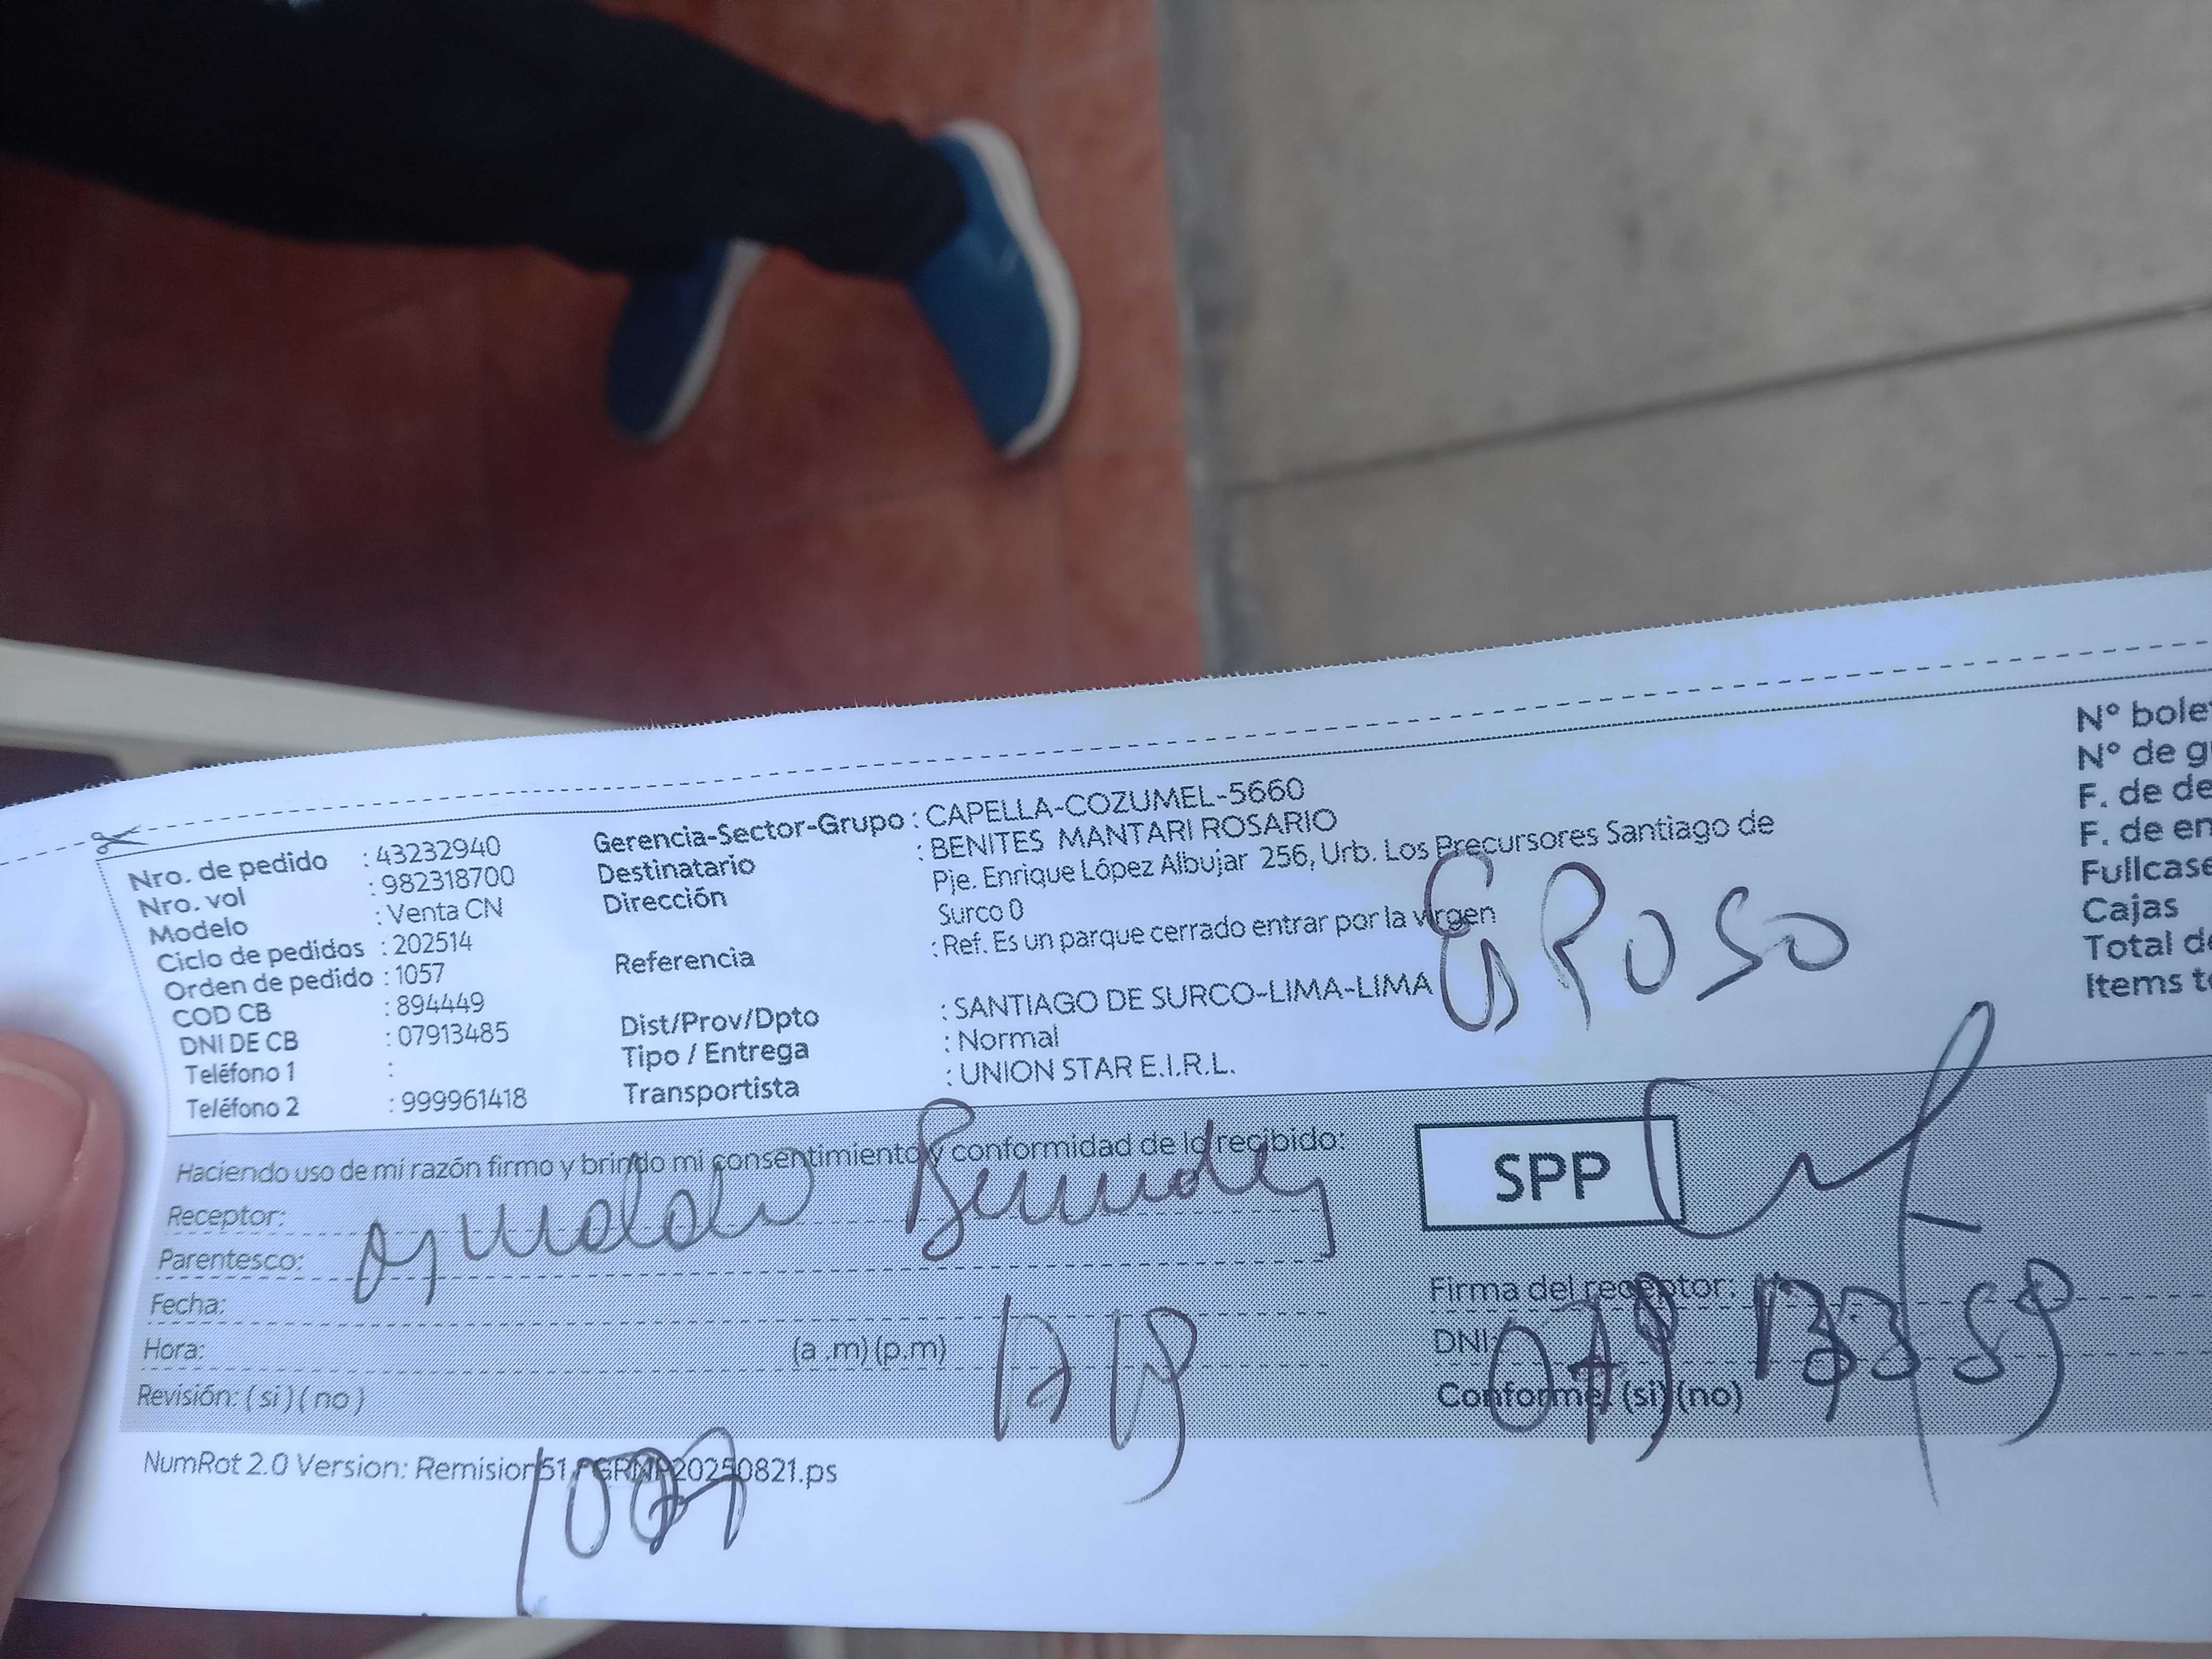 Nro. de pedido : 43232940
Nro. vol : 982318700
Modelo : Venta CN
Ciclo de pedidos : 202514
Orden de pedido : 1057
COD CB : 894449
DNI DE CB : 07913485
Teléfono 1 :
Teléfono 2 : 999961418
Gerencia-Sector-Grupo : CAPELLA-COZUMEL-5660
Destinatario : BENITES MANTARI ROSARIO
Dirección Pje. Enrique López Albujar 256, Urb. Los Precursores Santiago de
Surco 0
Referencia : Ref. Es un parque cerrado entrar por la virgen
Dist/Prov/Dpto : SANTIAGO DE SURCO-LIMA-LIMA
Tipo / Entrega : Normal
Transportista : UNION STAR E.I.R.L.
N° bole
N° de g
F. de de
F. de en
Fullcase
Cajas
Total de
Items to
Esposo
Haciendo uso de mi razón firmo y brindo mi consentimiento y conformidad de lo recibido:
Receptor:
Parentesco:
Fecha:
Hora: (a .m) (p.m)
Revisión: ( si ) ( no )
SPP
Firma del receptor:
DNI:
Conforme: (si) (no)
NumRot 2.0 Version: Remision51 20250821.ps